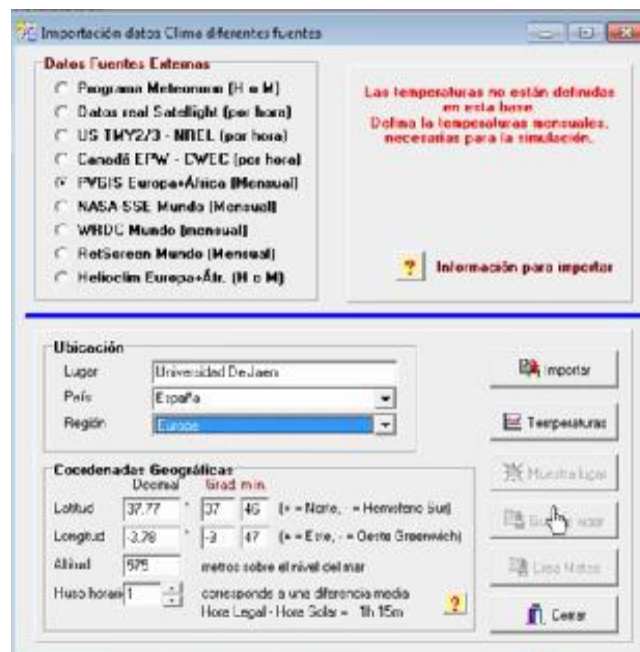 Importación datos Clima diferentes fuentes
Datos Fuentes Externas
Programa Meteonorm (H o M)
Datos real Satellight (por hora)
US TMY2/3 - NREL (por hora)
Canadá EPW - CWEC (por hora)
PVGIS Europa+África (Mensual)
NASA-SSE Mundo (Mensual)
WRDC Mundo (mensual)
RetScreen Mundo (Mensual)
Helioclim Europa+Áfr. (H o M)
Las temperaturas no están definidas
en esta base
Defina la temperaturas mensuales,
necesarias para la simulación.
? Información para importar
Ubicación
Lugar Universidad De Jaen
País España
Región Europe
Importar
Temperaturas
Muestra lugar
Coordenadas Geográficas
Decimal Grad. min.
Latitud 37.77 ° 37 46 (+ = Norte, - = Hemisferio Sur)
Longitud -3.78 ° -3 47 (+ = Este, - = Oeste Greenwich)
Altitud 575 metros sobre el nivel del mar
Huso horario 1 corresponde a una diferencia media
Hora Legal - Hora Solar = 1h 15m ?
Cerrar